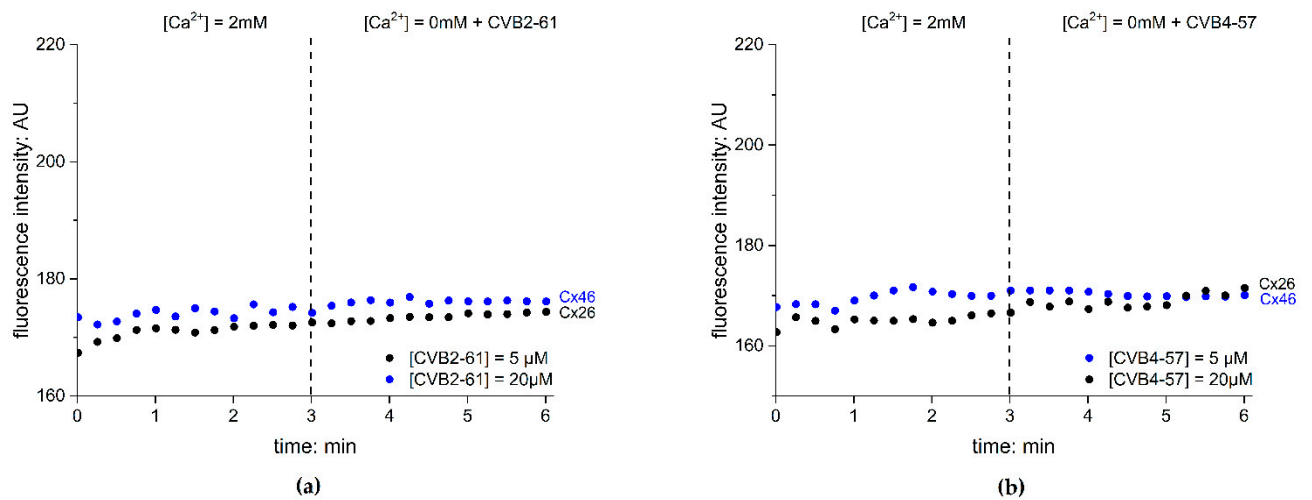 [Ca²⁺] = 2mM [Ca²⁺] = 0mM + CVB2-61
220
200
180
160
fluorescence intensity: AU
Cx46
Cx26
[CVB2-61] = 5 µM
[CVB2-61] = 20µM
0 1 2 3 4 5 6
time: min
(a)
[Ca²⁺] = 2mM [Ca²⁺] = 0mM + CVB4-57
220
200
170
160
fluorescence intensity: AU
Cx26
Cx46
[CVB4-57] = 5 µM
[CVB4-57] = 20µM
0 1 2 3 4 5 6
time: min
(b)